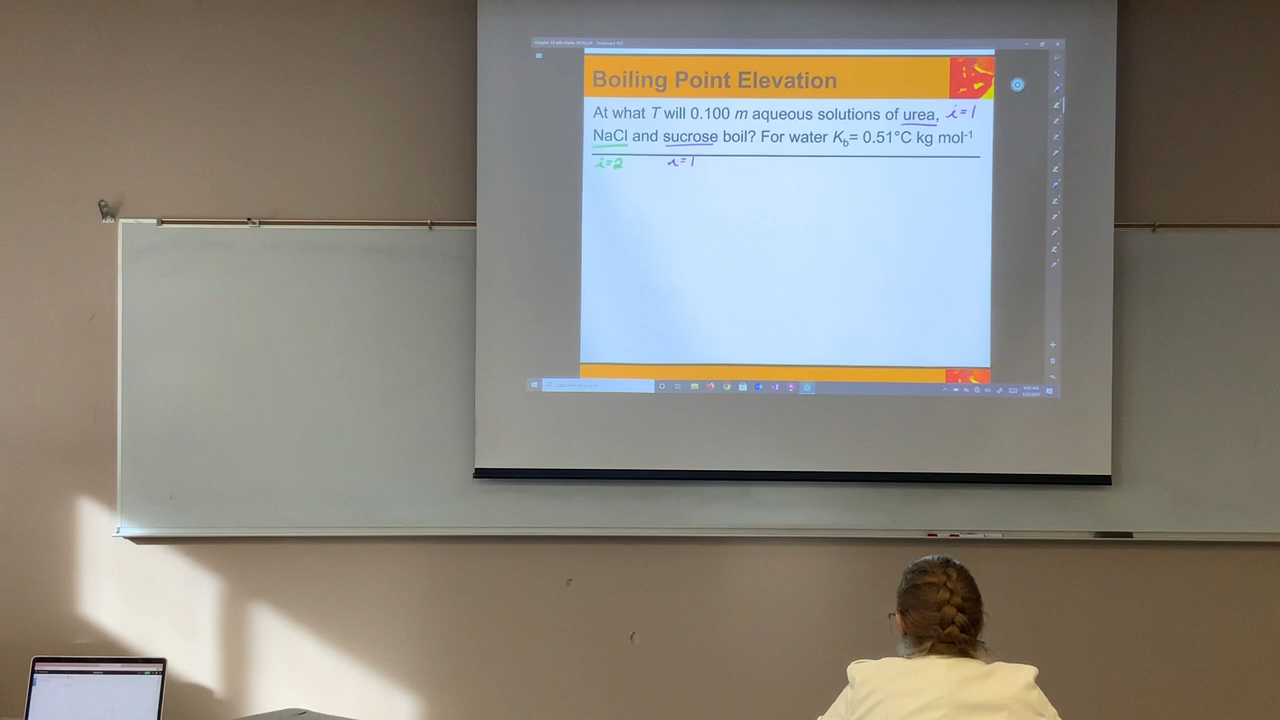 Boiling Point Elevation
At what T will 0.100 m aqueous solutions of urea, i=1
NaCl and sucrose boil? For water Kb= 0.51°C kg mol-1
i=2 i=1